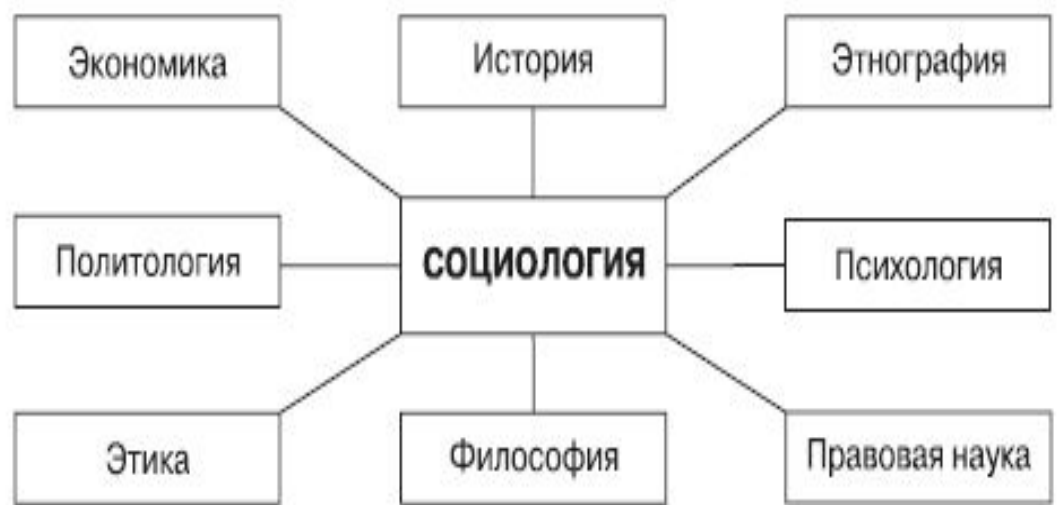 Экономика
История
Этнография
Политология
СОЦИОЛОГИЯ
Психология
Этика
Философия
Правовая наука